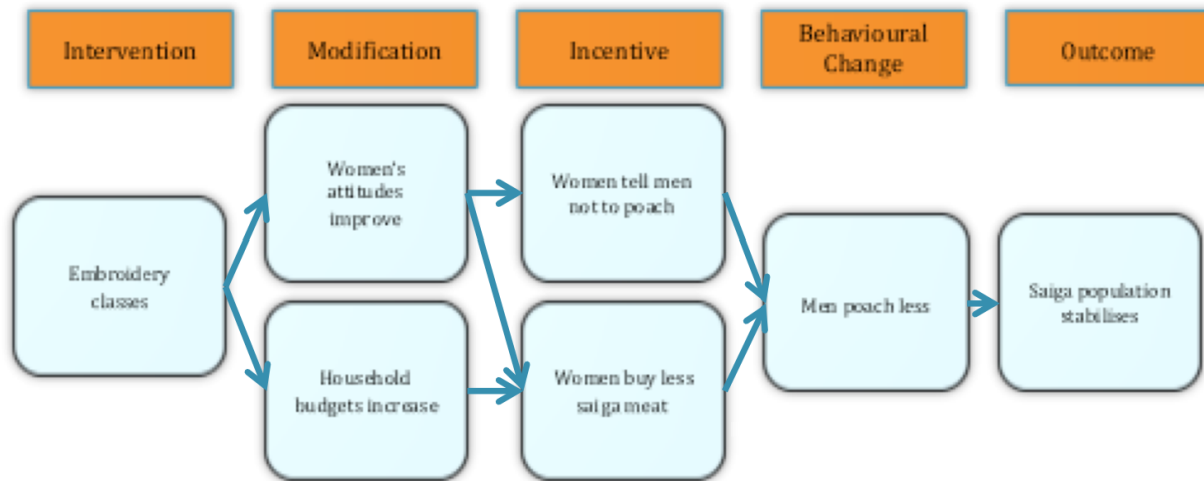 Intervention
Modification
Incentive
Behavioural
Change
Outcome
Embroidery
classes
Women's
attitudes
improve
Household
budgets increase
Women tell men
not to poach
Women buy less
saiga meat
Men poach less
Saiga population
stabilises